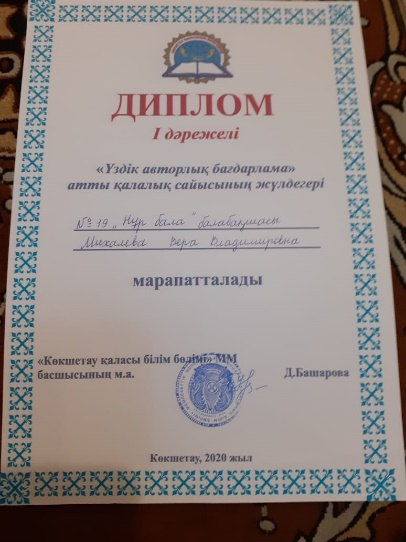 ДИПЛОМ
I дәрежелі
«Үздік авторлық бағдарлама»
атты қалалық сайысының жүлдегері
№ 19 „Нұр бала" балабақшасы
Михалева Вера Владимировна
марапатталады
«Көкшетау қаласы білім бөлімі» ММ
басшысының м.а.
Д.Башарова
Көкшетау, 2020 жыл